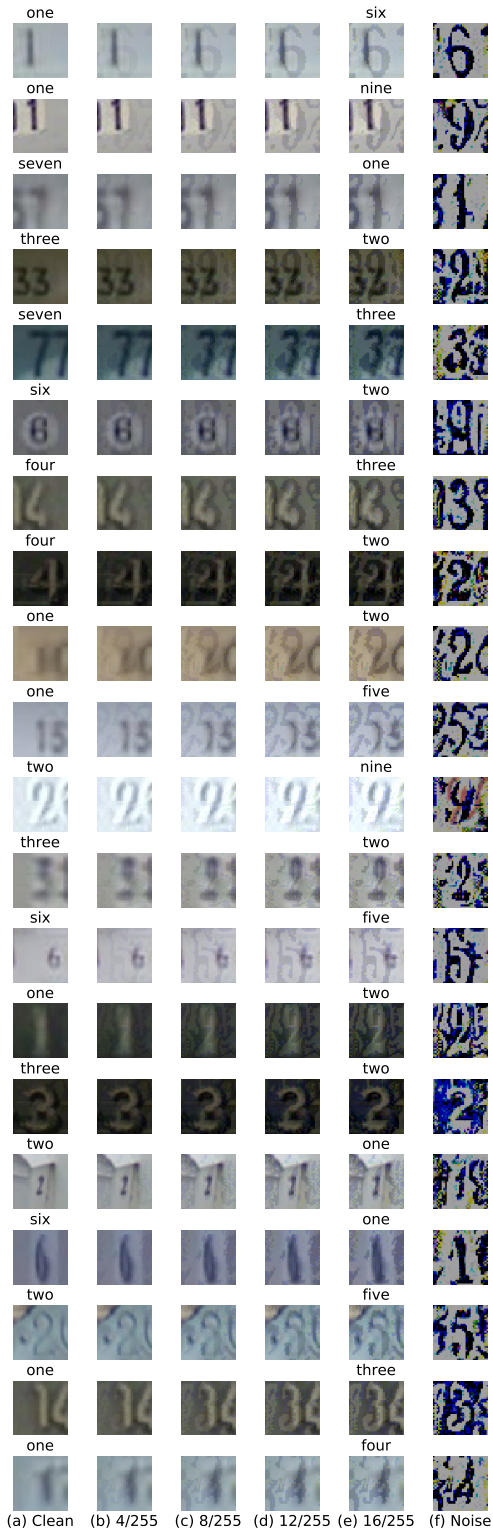 one six
one nine
seven one
three two
seven three
six two
four three
four two
one two
one five
two nine
three two
six five
one two
three two
two one
six one
two five
one three
one four
(a) Clean (b) 4/255 (c) 8/255 (d) 12/255 (e) 16/255 (f) Noise